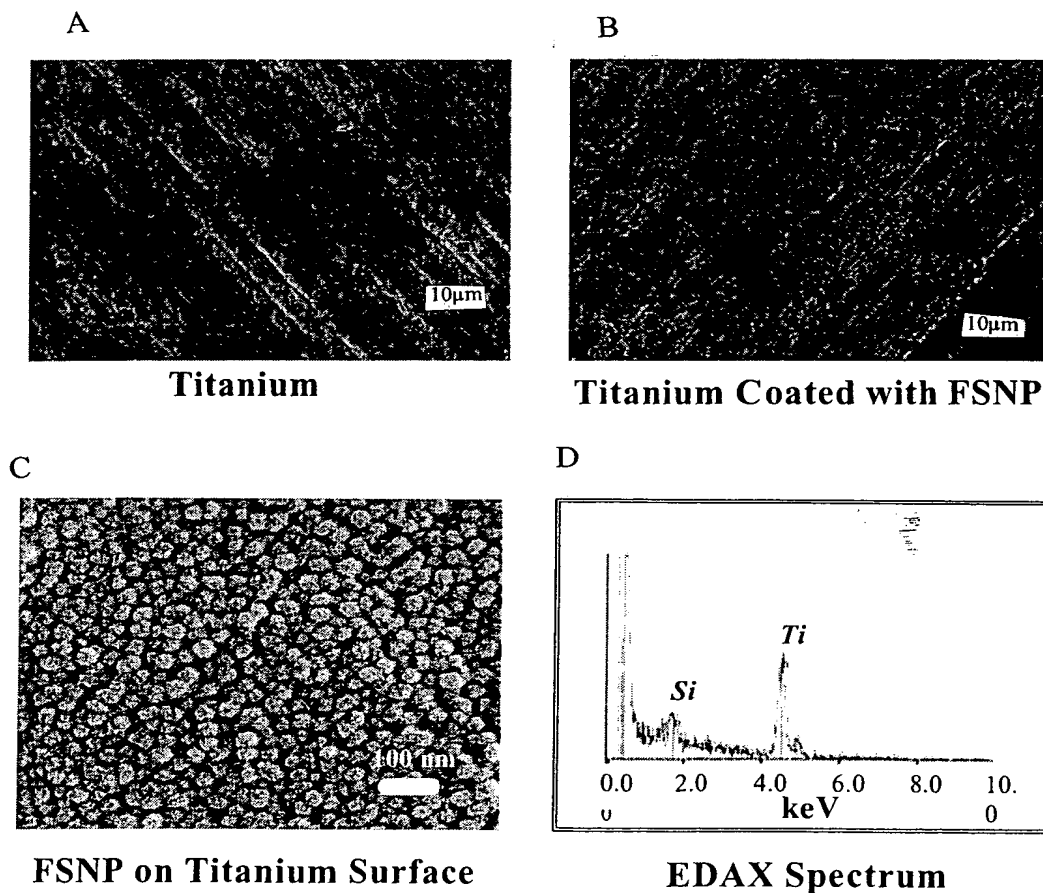 A
B
10μm
10μm
Titanium
Titanium Coated with FSNP
C
D
100 nm
Ti
Si
0.0 2.0 4.0 6.0 8.0 10.
0 keV 0
FSNP on Titanium Surface
EDAX Spectrum